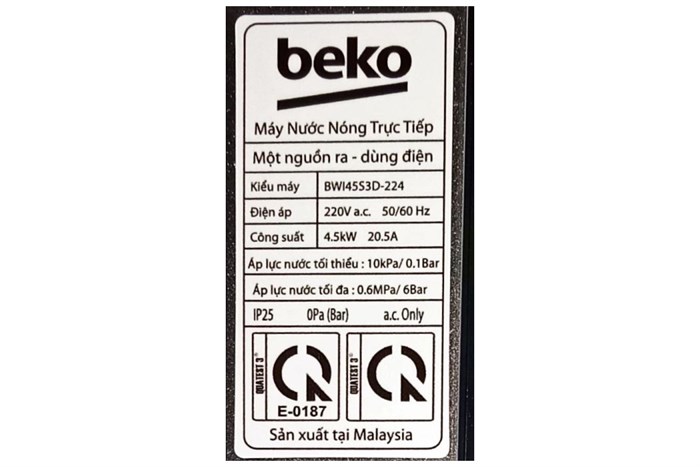 beko
Máy Nước Nóng Trực Tiếp
Một nguồn ra - dùng điện
Kiểu máy BWI45S3D-224
Điện áp 220V a.c. 50/60 Hz
Công suất 4.5kW 20.5A
Áp lực nước tối thiểu : 10kPa/ 0.1Bar
Áp lực nước tối đa : 0.6MPa/ 6Bar
IP25 0Pa (Bar) a.c. Only
QUATEST 3® CR QUATEST 3® CR
E-0187
Sản xuất tại Malaysia